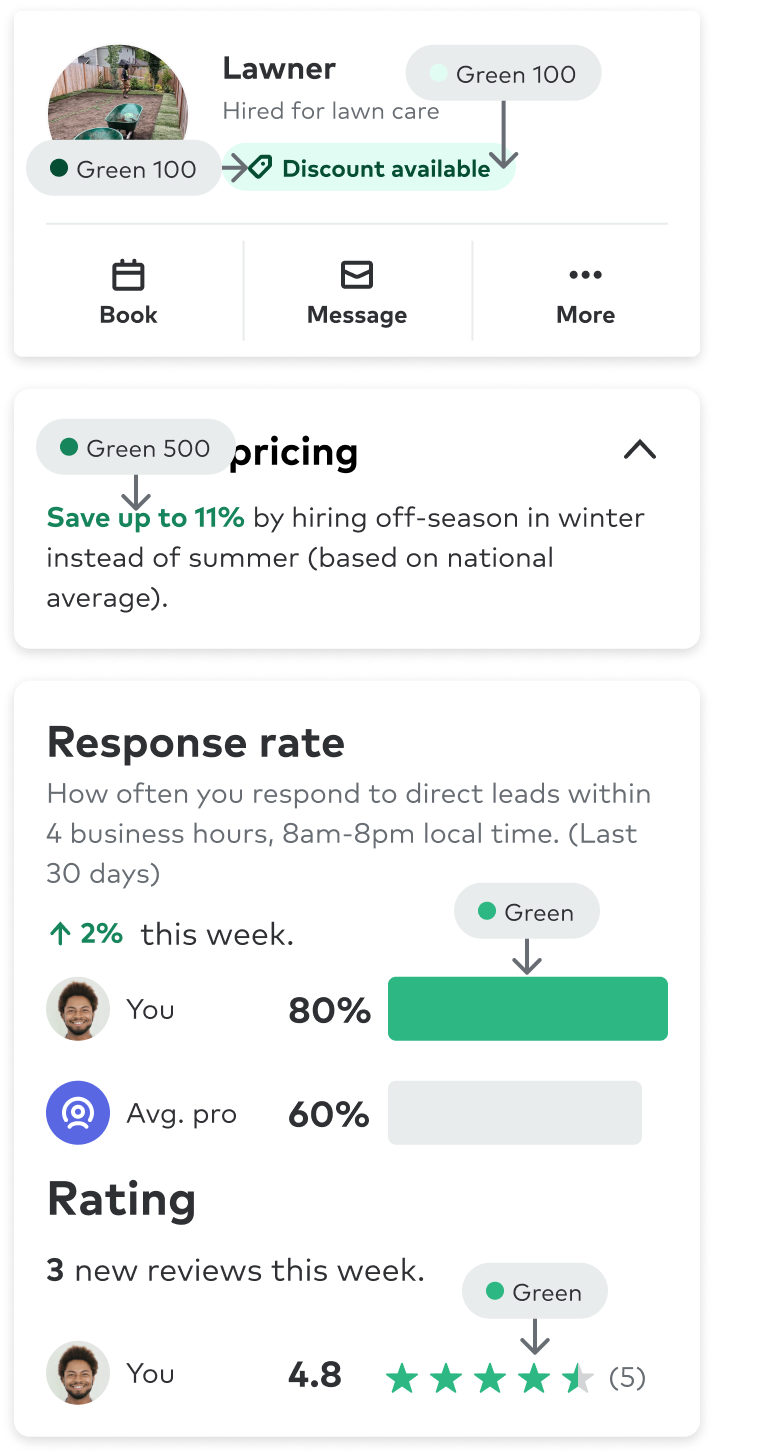 Lawner
Green 100
Hired for lawn care
Green 100
Discount available
Book
Message
More
Green 500
pricing
Save up to 11% by hiring off-season in winter
instead of summer (based on national
average).
Response rate
How often you respond to direct leads within
4 business hours, 8am-8pm local time. (Last
30 days)
Green
2% this week.
You 80%
Avg. pro 60%
Rating
3 new reviews this week.
Green
You 4.8 (5)